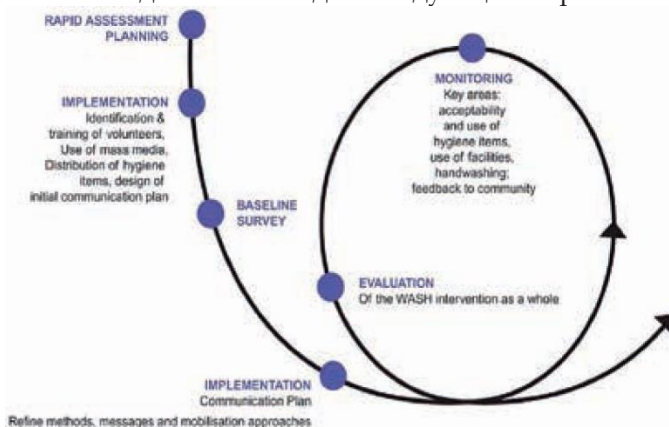 RAPID ASSESSMENT
PLANNING
IMPLEMENTATION
Identification &
training of volunteers,
Use of mass media,
Distribution of hygiene
items, design of
initial communication plan
BASELINE
SURVEY
MONITORING
Key areas:
acceptability
and use of
hygiene items,
use of facilities,
handwashing;
feedback to community
EVALUATION
Of the WASH intervention as a whole
IMPLEMENTATION
Communication Plan
Refine methods, messages and mobilisation approaches